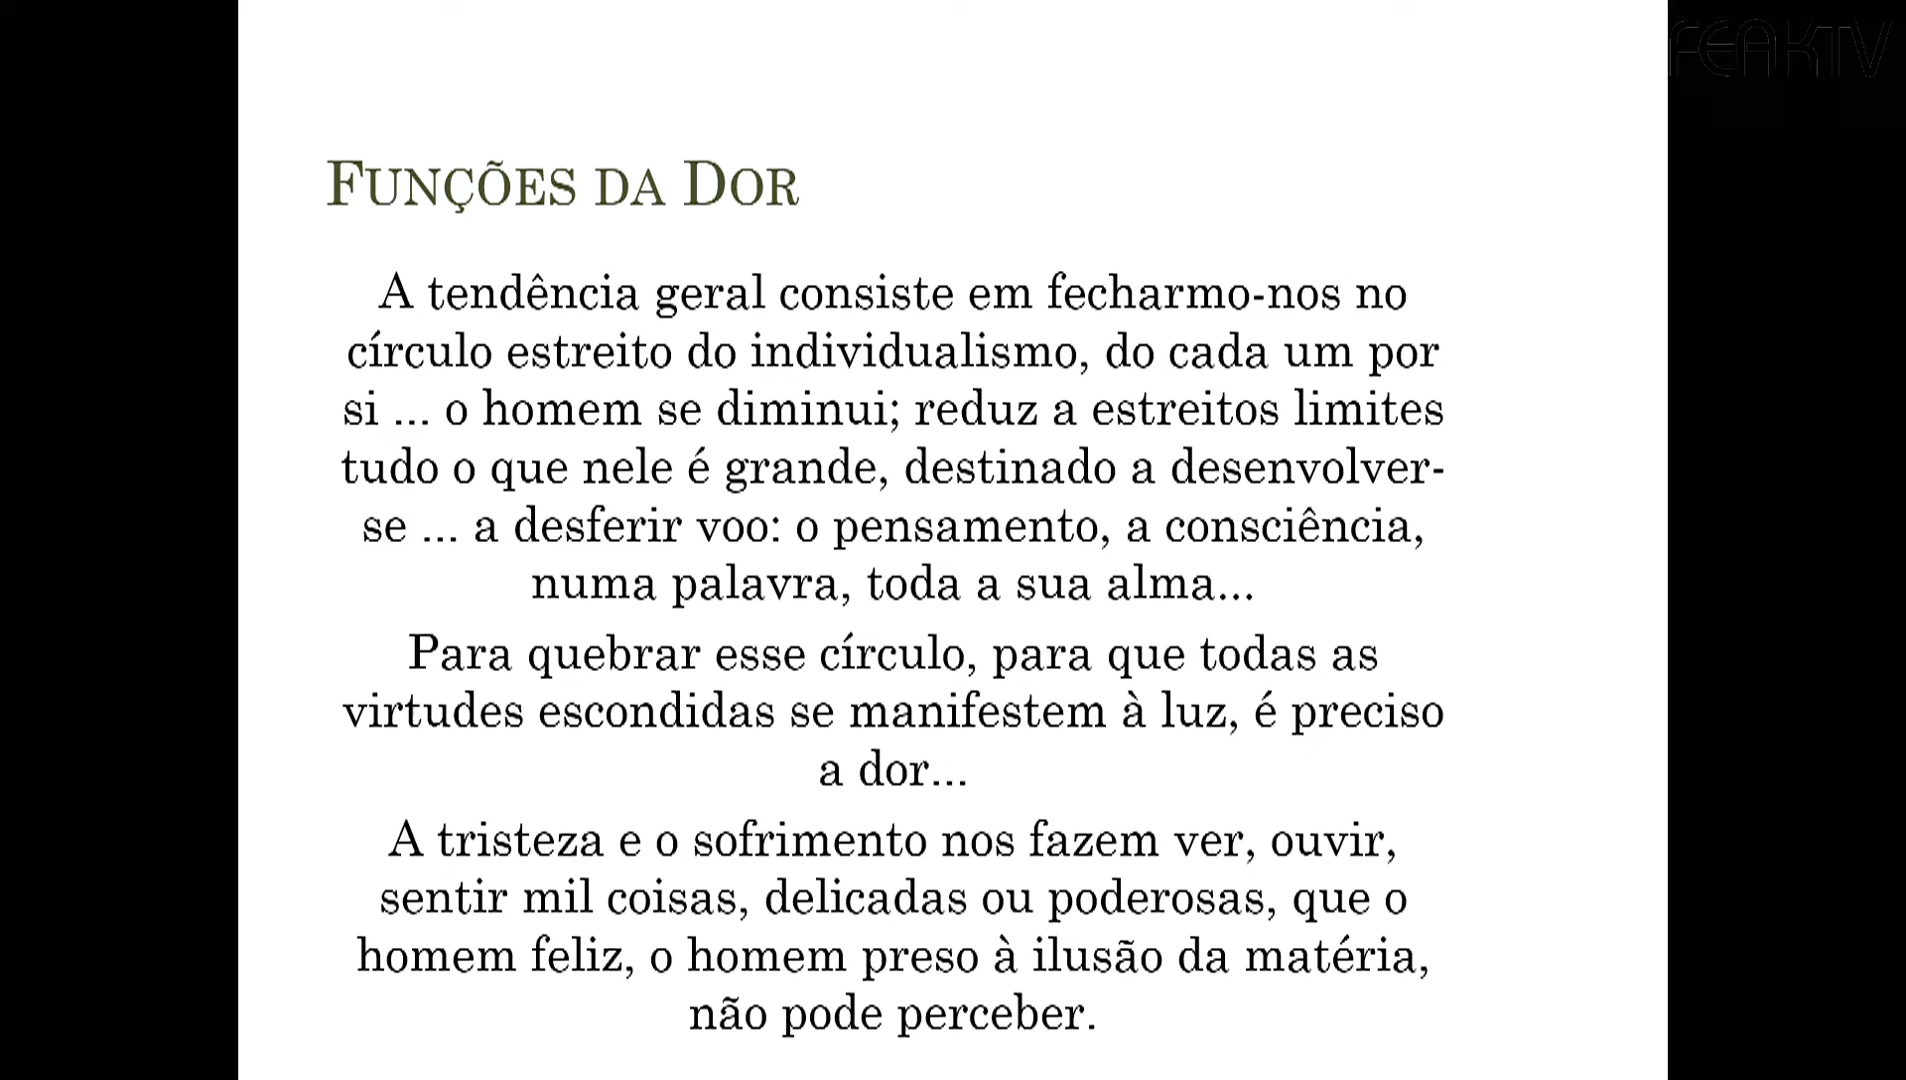 FEAKTV
FUNÇÕES DA DOR
A tendência geral consiste em fecharmo-nos no
círculo estreito do individualismo, do cada um por
si ... o homem se diminui; reduz a estreitos limites
tudo o que nele é grande, destinado a desenvolver-
se ... a desferir voo: o pensamento, a consciência,
numa palavra, toda a sua alma...
Para quebrar esse círculo, para que todas as
virtudes escondidas se manifestem à luz, é preciso
a dor...
A tristeza e o sofrimento nos fazem ver, ouvir,
sentir mil coisas, delicadas ou poderosas, que o
homem feliz, o homem preso à ilusão da matéria,
não pode perceber.